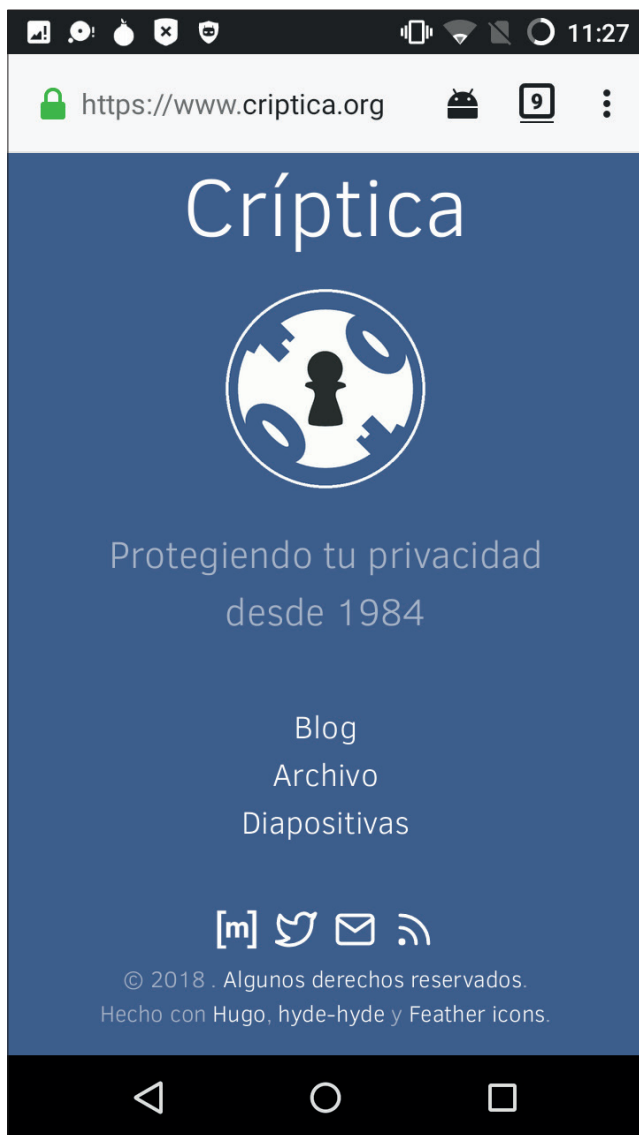 11:27
https://www.criptica.org
9
Críptica
Protegiendo tu privacidad
desde 1984
Blog
Archivo
Diapositivas
[m]
© 2018 . Algunos derechos reservados.
Hecho con Hugo, hyde-hyde y Feather icons.